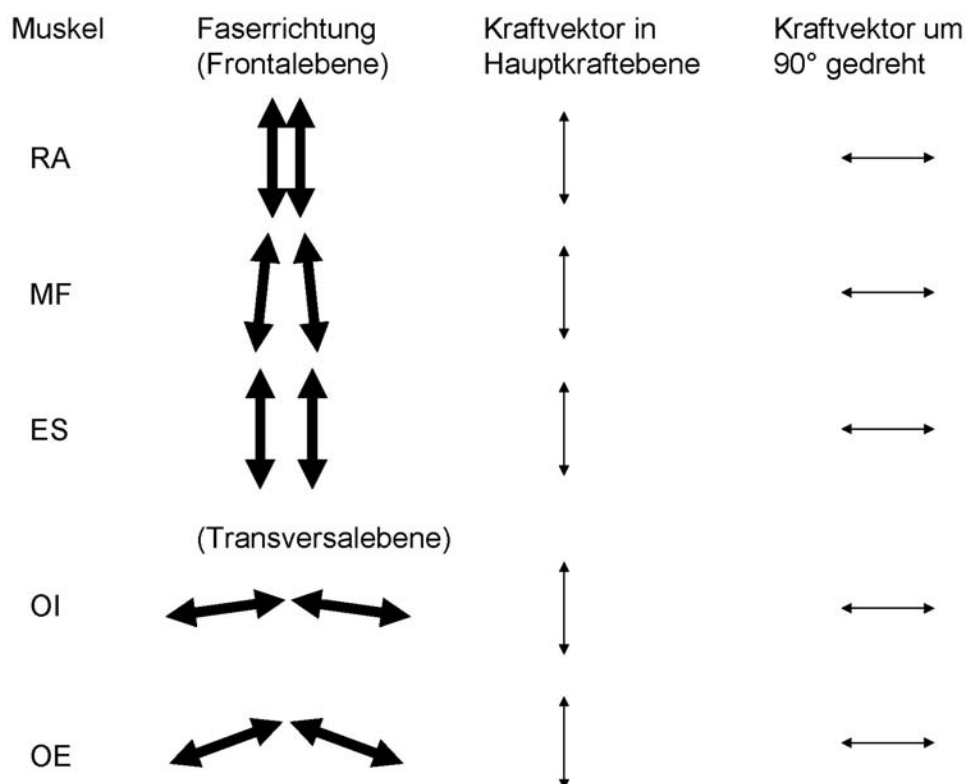 Muskel
Faserrichtung
(Frontalebene)
Kraftvektor in
Hauptkraftebene
Kraftvektor um
90° gedreht
RA
MF
ES
(Transversalebene)
OI
OE